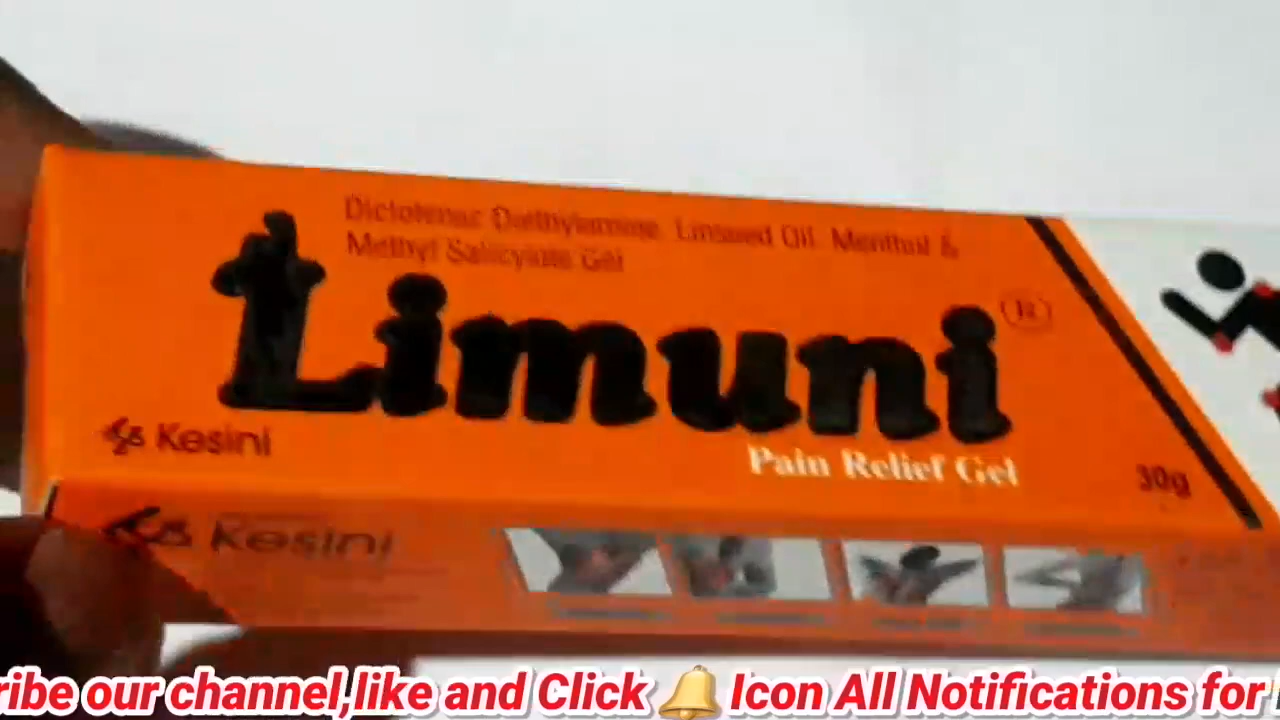 Diclofenac Diethylamine, Linseed Oil, Menthol &
Methyl Salicylate Gel
Limuni ®
Pain Relief Gel
Kesini
30g
Kesini
ribe our channel,like and Click 🔔 Icon All Notifications for